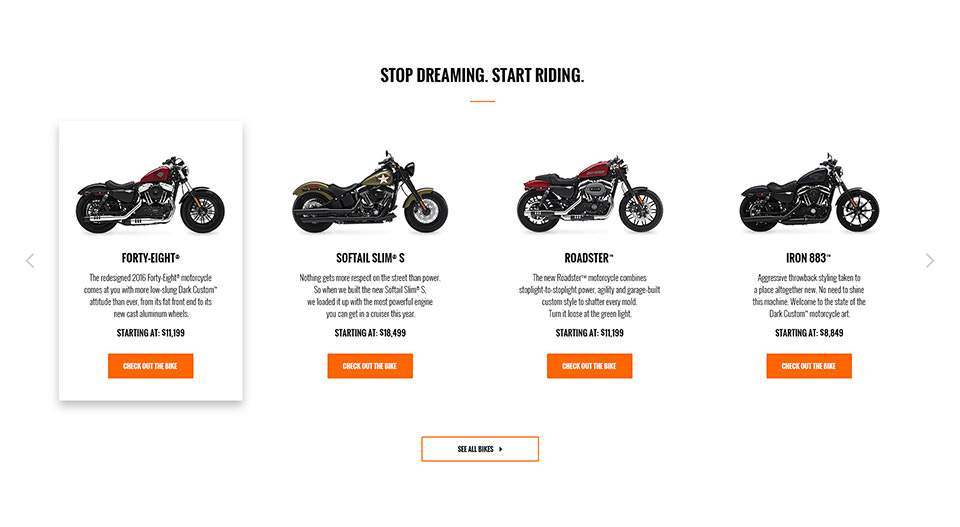 STOP DREAMING. START RIDING.
FORTY-EIGHT®
The redesigned 2016 Forty-Eight® motorcycle
comes at you with more low-slung Dark Custom™
attitude than ever, from its fat front end to its
new cast aluminum wheels.
STARTING AT: $11,199
CHECK OUT THE BIKE
SOFTAIL SLIM® S
Nothing gets more respect on the street than power.
So when we built the new Softail Slim® S,
we loaded it up with the most powerful engine
you can get in a cruiser this year.
STARTING AT: $18,499
CHECK OUT THE BIKE
ROADSTER™
The new Roadster™ motorcycle combines
stoplight-to-stoplight power, agility and garage-built
custom style to shatter every mold.
Turn it loose at the green light.
STARTING AT: $11,199
CHECK OUT THE BIKE
IRON 883™
Aggressive throwback styling taken to
a place altogether new. No need to shine
this machine. Welcome to the state of the
Dark Custom™ motorcycle art.
STARTING AT: $8,849
CHECK OUT THE BIKE
SEE ALL BIKES